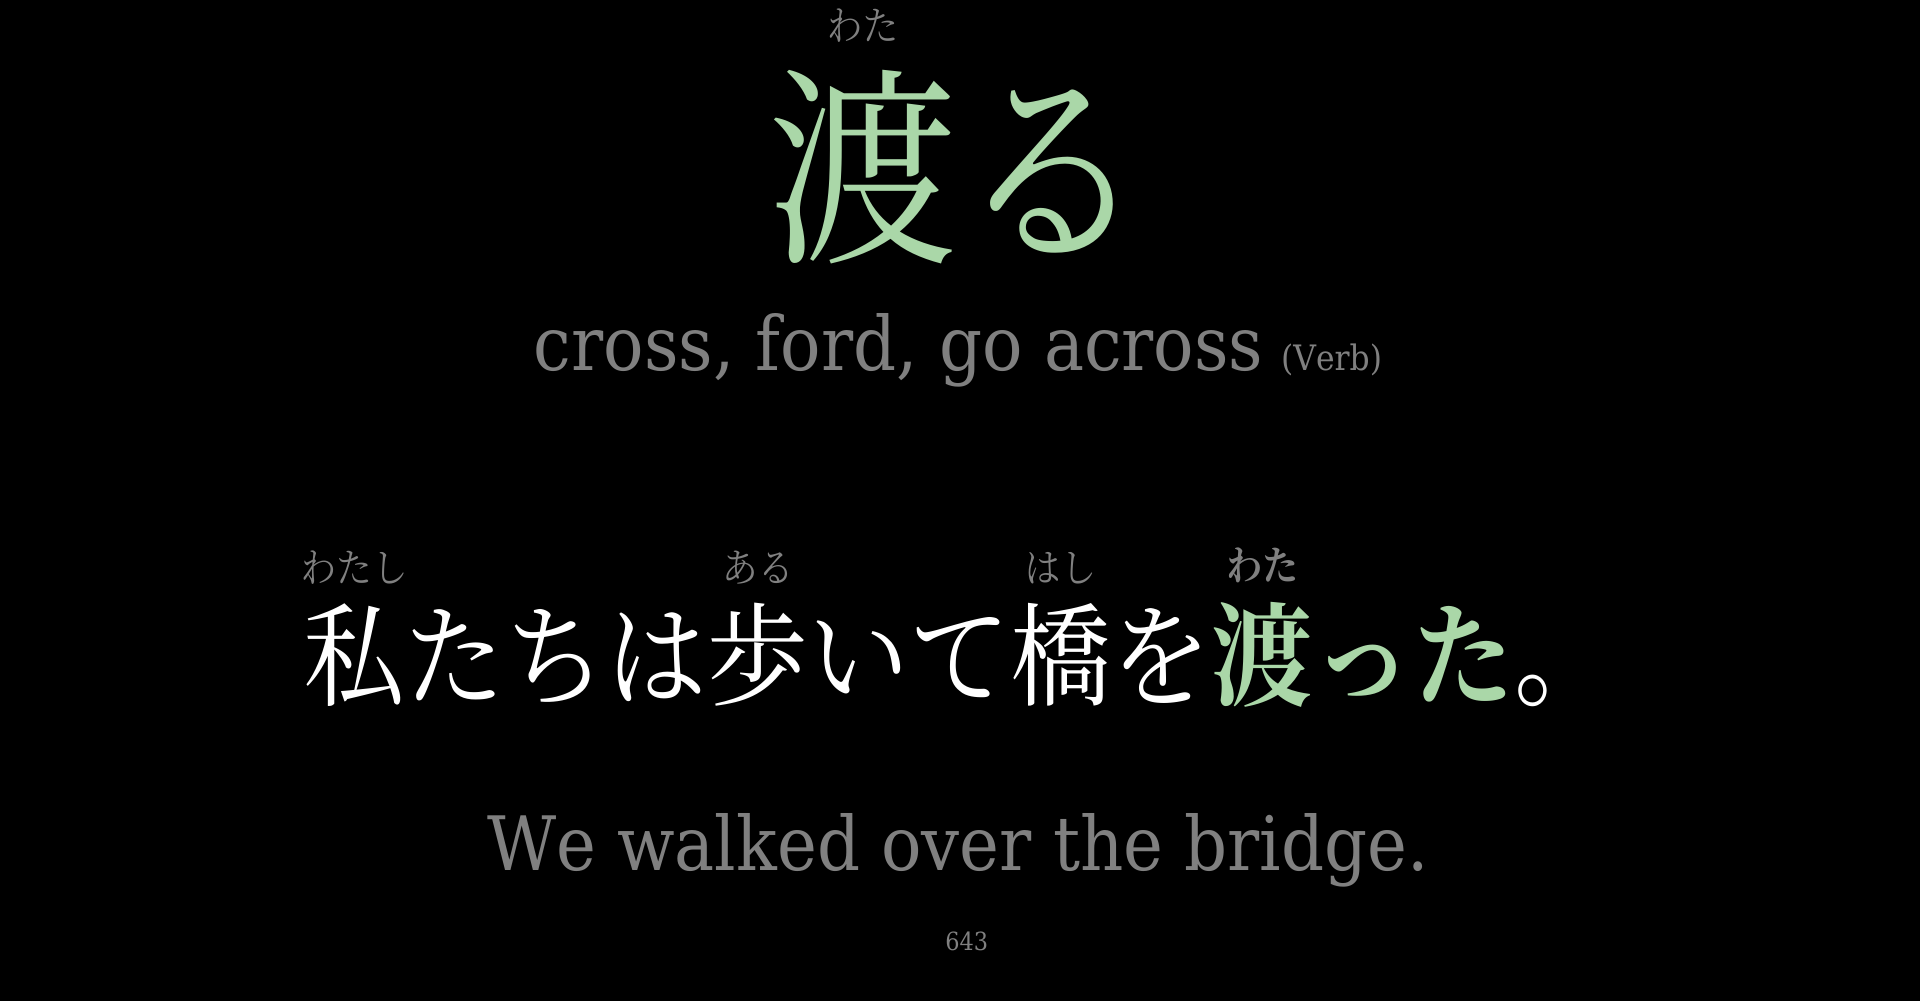 わた
渡る
cross, ford, go across (Verb)
わたし ある はし わた
私たちは歩いて橋を渡った。
We walked over the bridge.
643